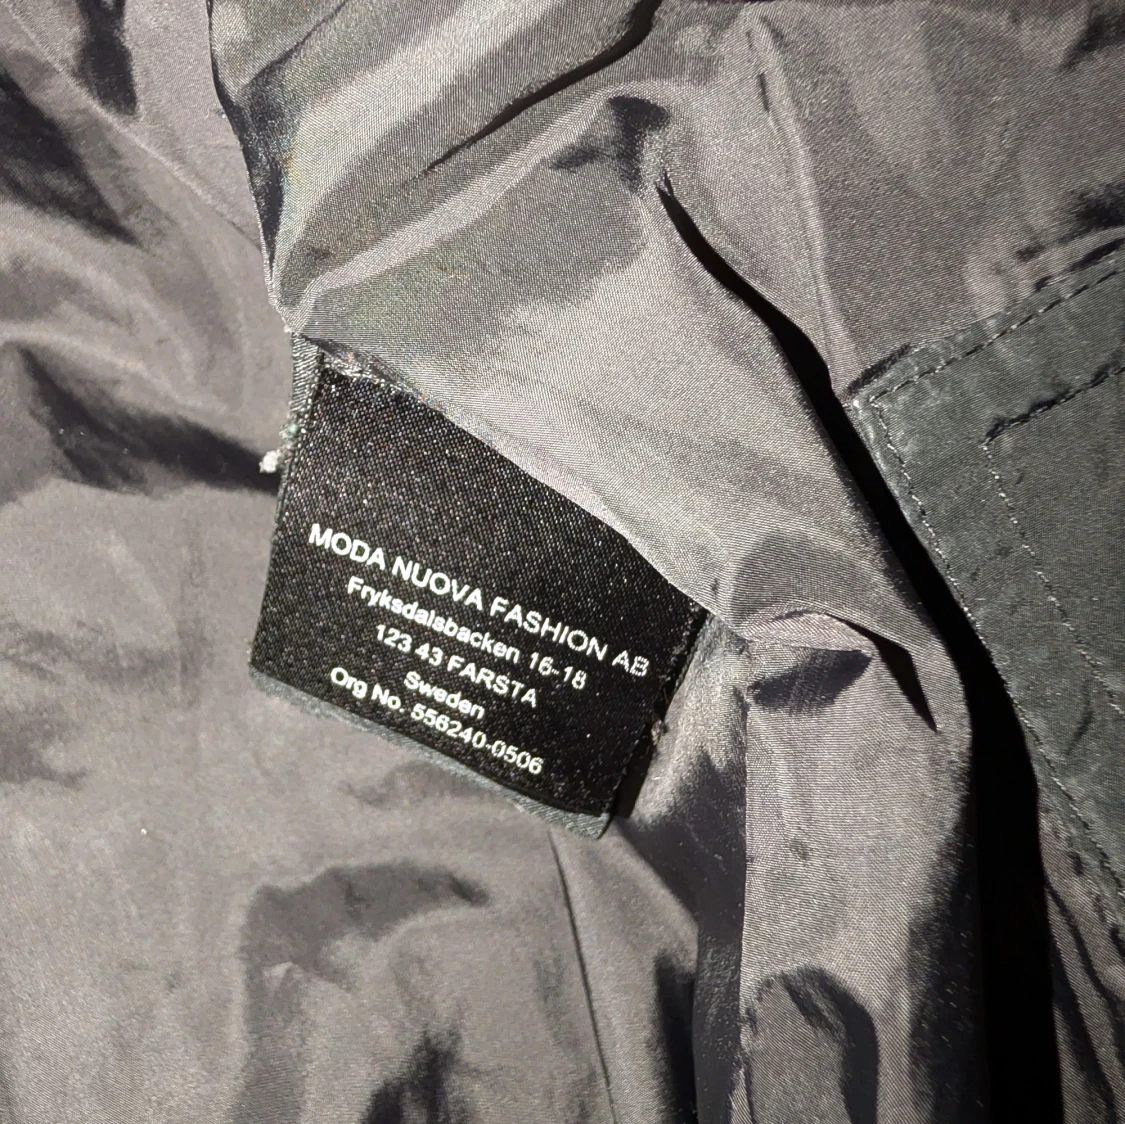 MODA NUOVA FASHION AB
Fryksdalsbacken 16-18
123 43 FARSTA
Sweden
Org No. 556240-0506